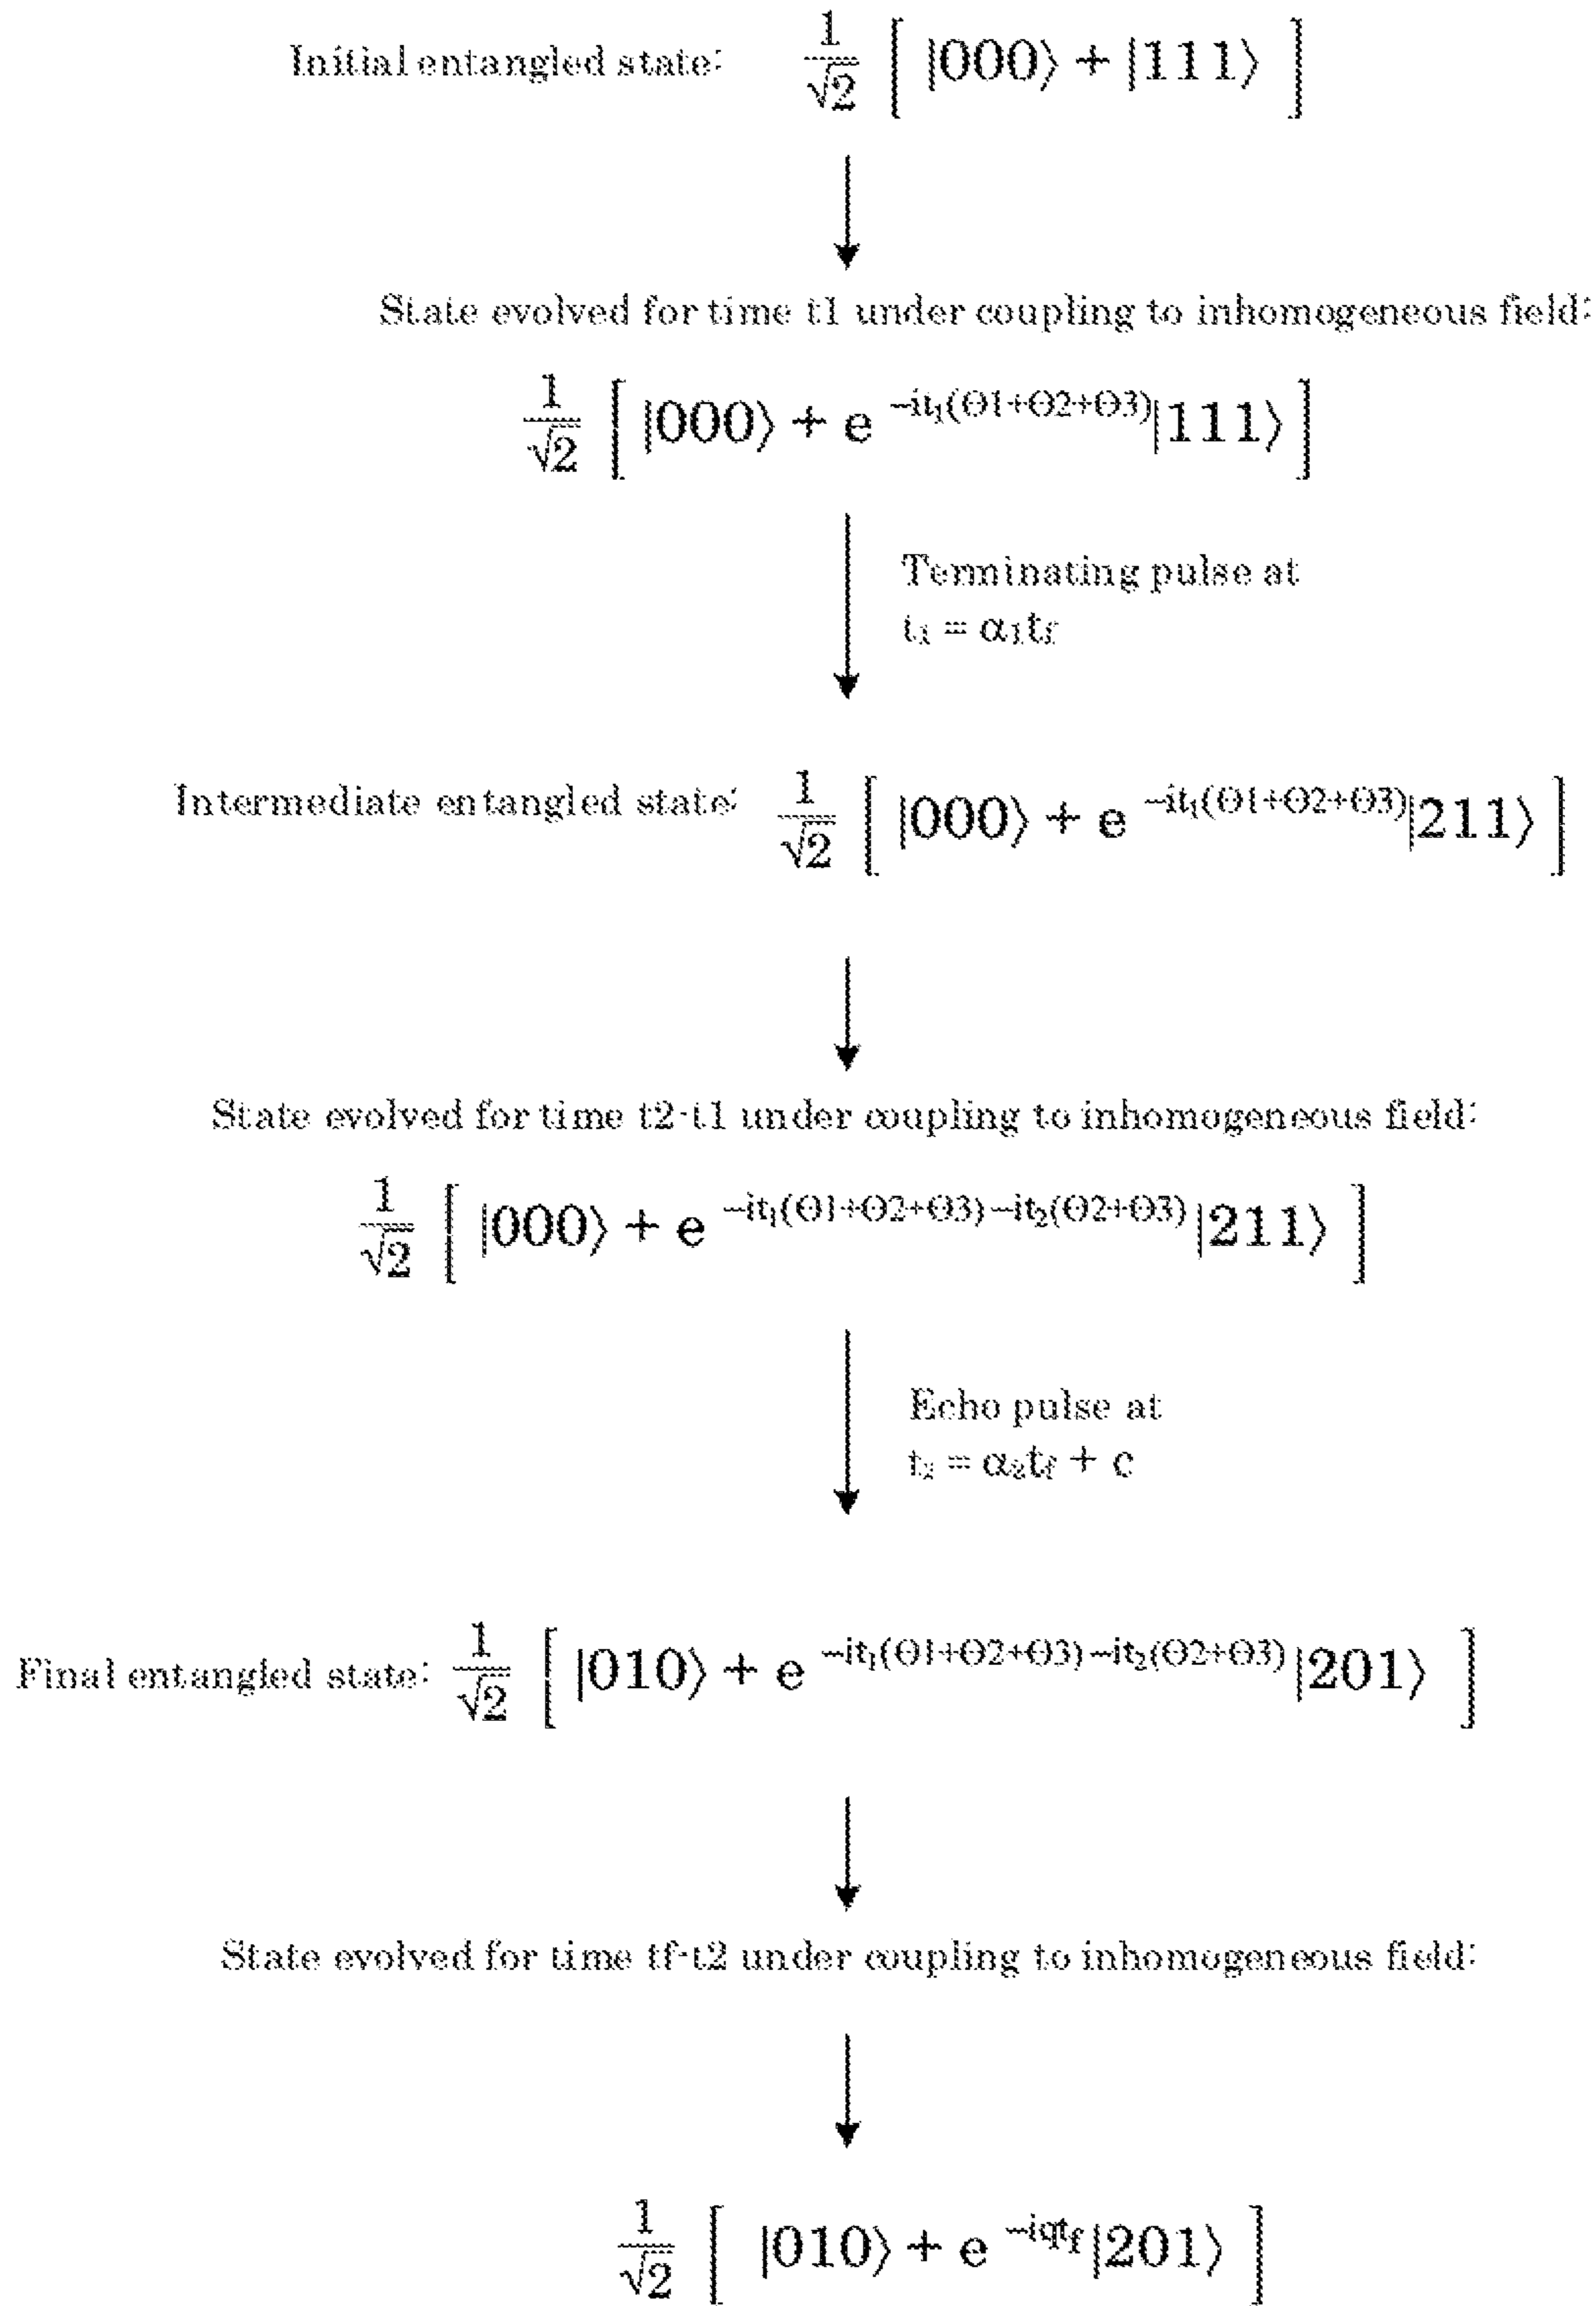 Initial entangled state: 1/√2 [ |000⟩ + |111⟩ ]
State evolved for time t1 under coupling to inhomogeneous field:
1/√2 [ |000⟩ + e^{−it₁(Θ1+Θ2+Θ3)}|111⟩ ]
Terminating pulse at
t₁ = α₁t_f
Intermediate entangled state: 1/√2 [ |000⟩ + e^{−it₁(Θ1+Θ2+Θ3)}|211⟩ ]
State evolved for time t2-t1 under coupling to inhomogeneous field:
1/√2 [ |000⟩ + e^{−it₁(Θ1+Θ2+Θ3)−it₂(Θ2+Θ3)}|211⟩ ]
Echo pulse at
t₂ = α₂t_f + c
Final entangled state: 1/√2 [ |010⟩ + e^{−it₁(Θ1+Θ2+Θ3)−it₂(Θ2+Θ3)}|201⟩ ]
State evolved for time tf-t2 under coupling to inhomogeneous field:
1/√2 [ |010⟩ + e^{−iqt_f}|201⟩ ]